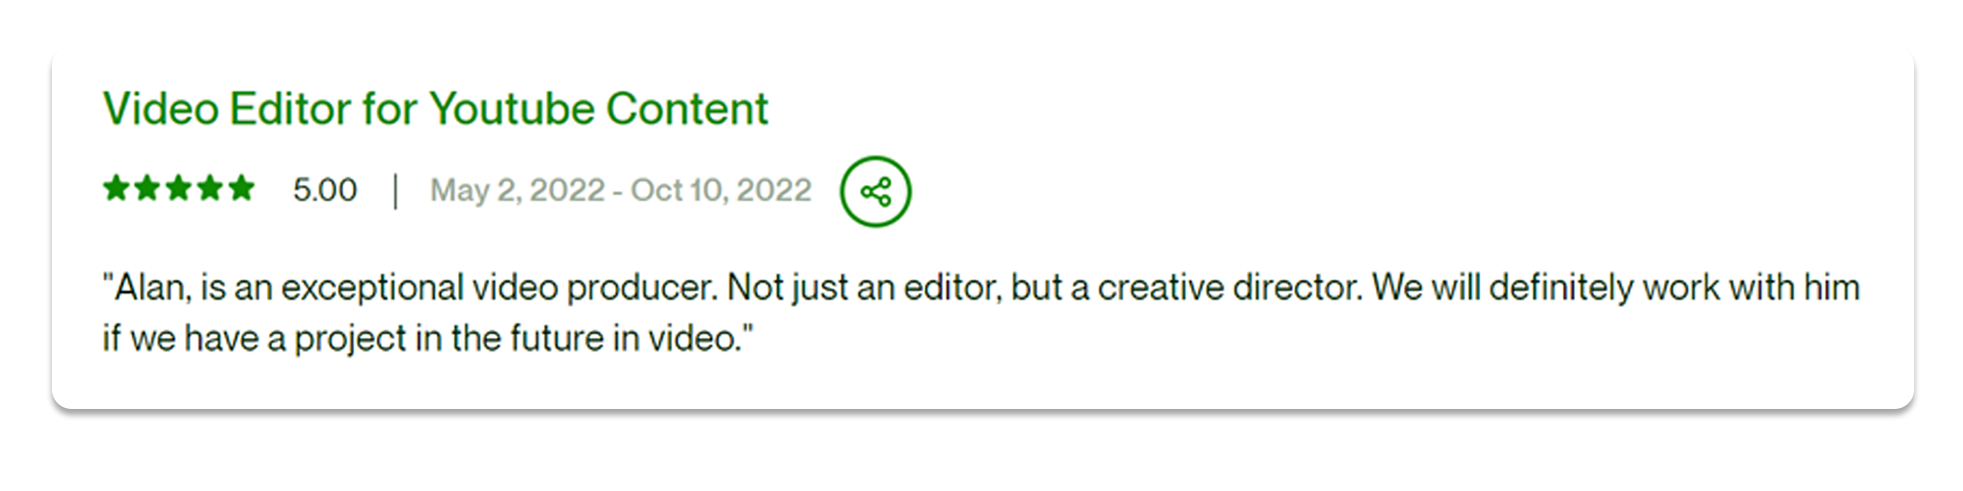 Video Editor for Youtube Content
5.00 | May 2, 2022 - Oct 10, 2022
"Alan, is an exceptional video producer. Not just an editor, but a creative director. We will definitely work with him
if we have a project in the future in video."